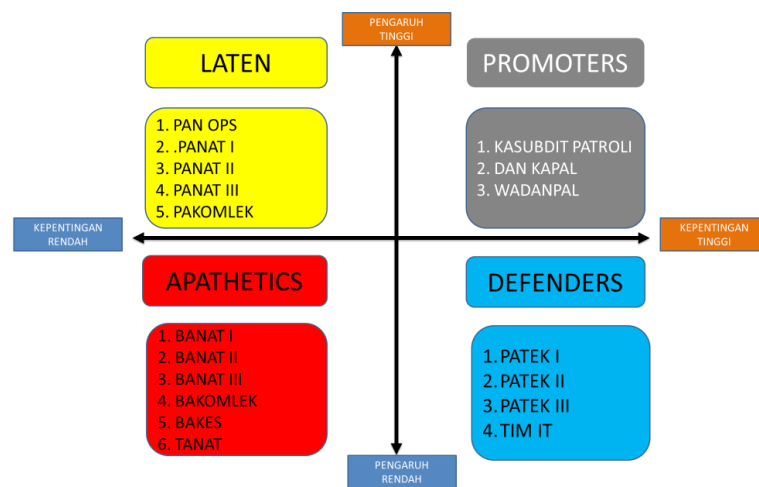 PENGARUH
TINGGI
LATEN
PROMOTERS
1. PAN OPS
2. .PANAT I
3. PANAT II
4. PANAT III
5. PAKOMLEK
1. KASUBDIT PATROLI
2. DAN KAPAL
3. WADANPAL
KEPENTINGAN
RENDAH
KEPENTINGAN
TINGGI
APATHETICS
DEFENDERS
1. BANAT I
2. BANAT II
3. BANAT III
4. BAKOMLEK
5. BAKES
6. TANAT
1. PATEK I
2. PATEK II
3. PATEK III
4. TIM IT
PENGARUH
RENDAH